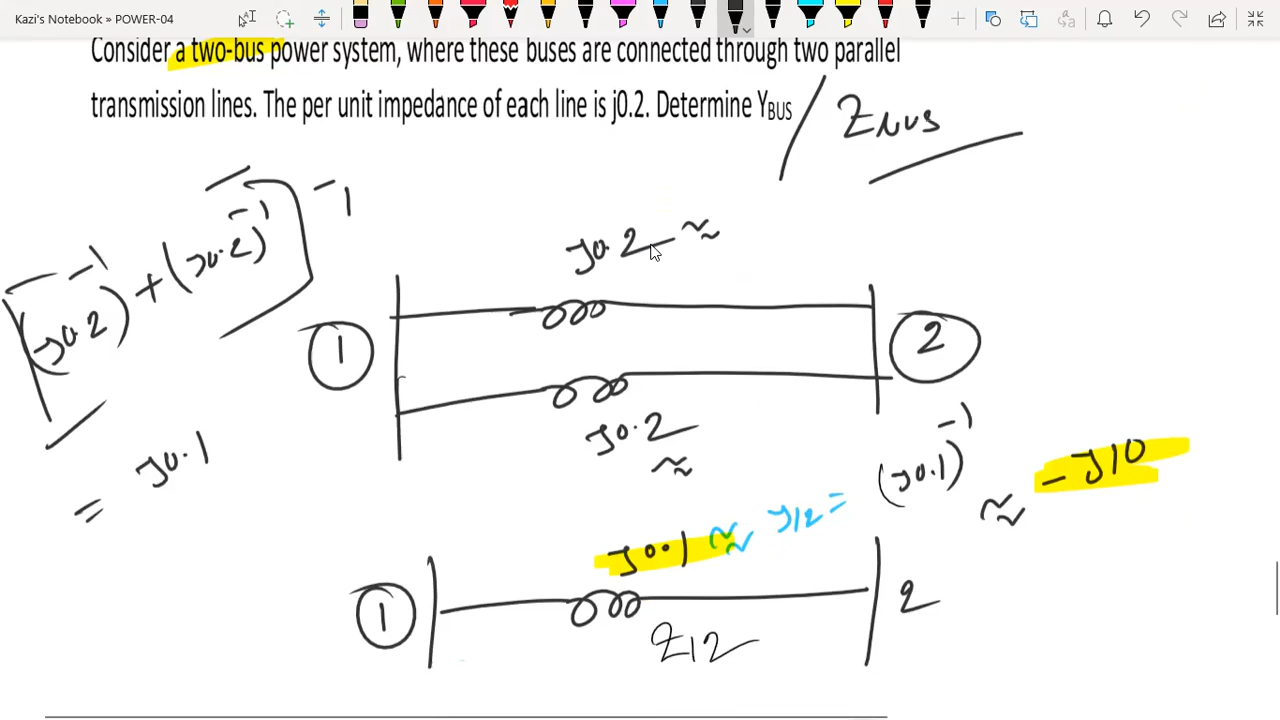 Kazi's Notebook » POWER-04
Consider a two-bus power system, where these buses are connected through two parallel
transmission lines. The per unit impedance of each line is j0.2. Determine YBUS / ZBUS
[(j0.2)⁻¹ + (j0.2)⁻¹]⁻¹
= j0.1
j0.2 ≈
1
2
j0.2
≈
j0.1 ≈ y12 = (j0.1)⁻¹ ≈ -j10
1
2
Z12